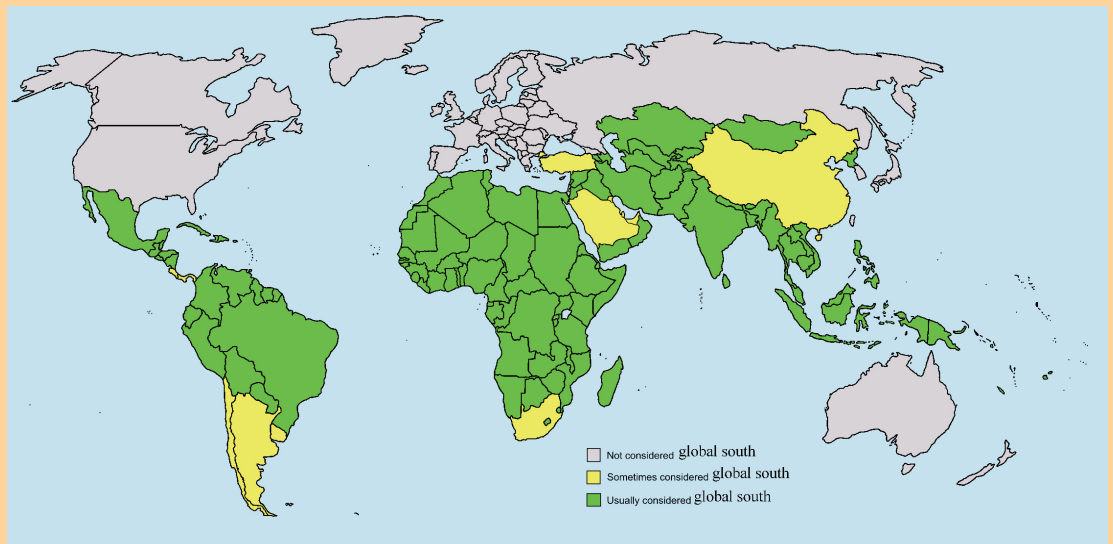 Not considered global south
Sometimes considered global south
Usually considered global south